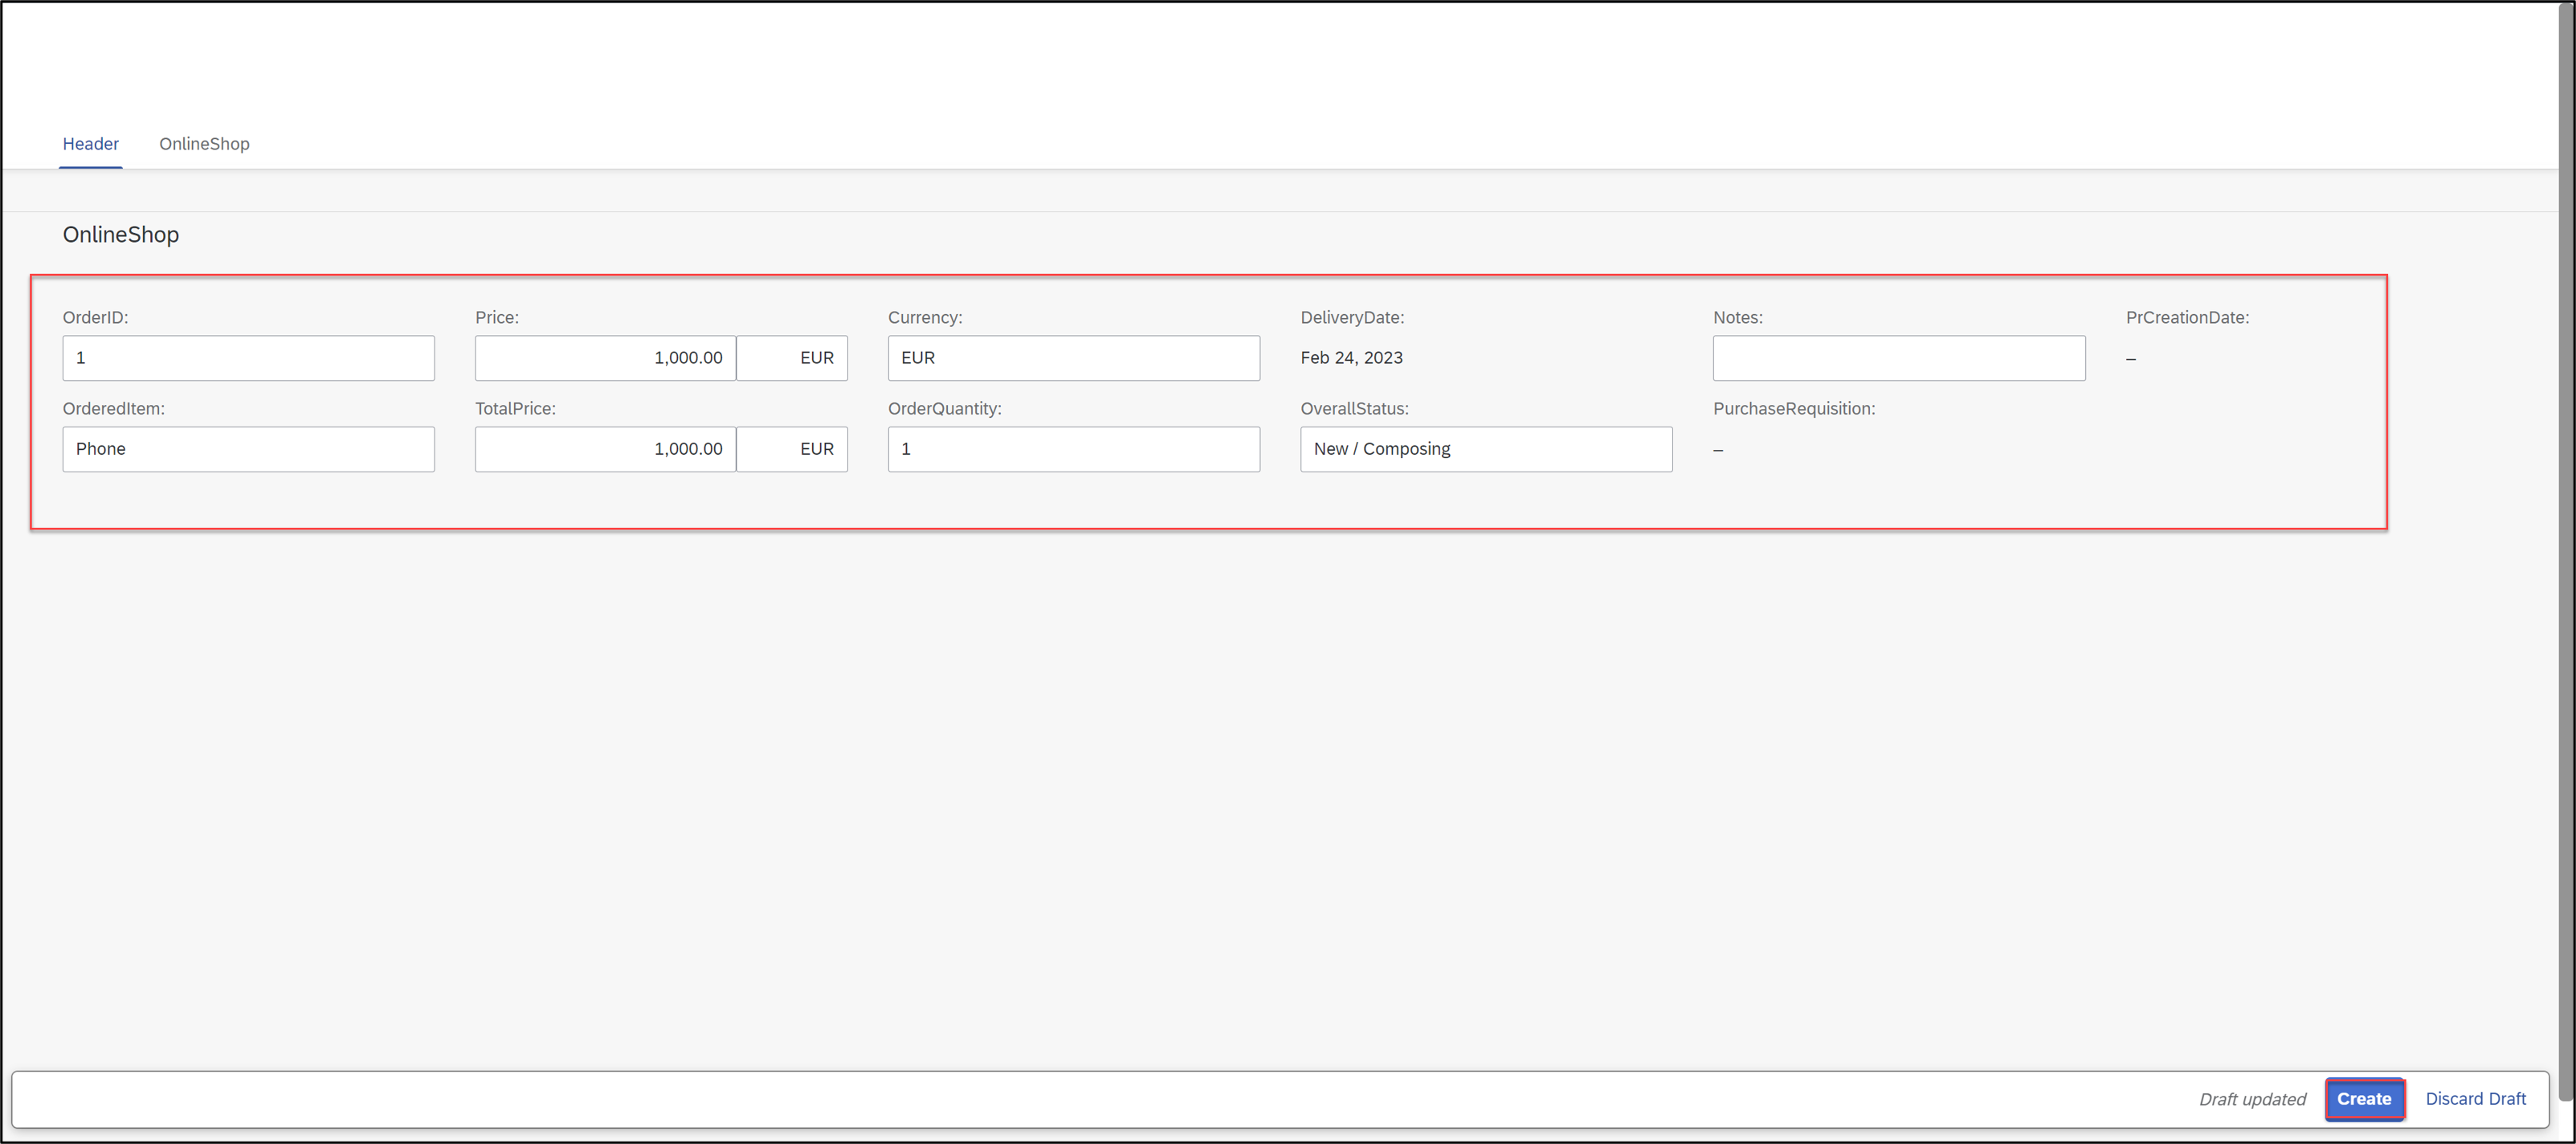 Header OnlineShop
OnlineShop
OrderID: Price: Currency: DeliveryDate: Notes: PrCreationDate:
1 1,000.00 EUR EUR Feb 24, 2023 –
OrderedItem: TotalPrice: OrderQuantity: OverallStatus: PurchaseRequisition:
Phone 1,000.00 EUR 1 New / Composing –
Draft updated Create Discard Draft